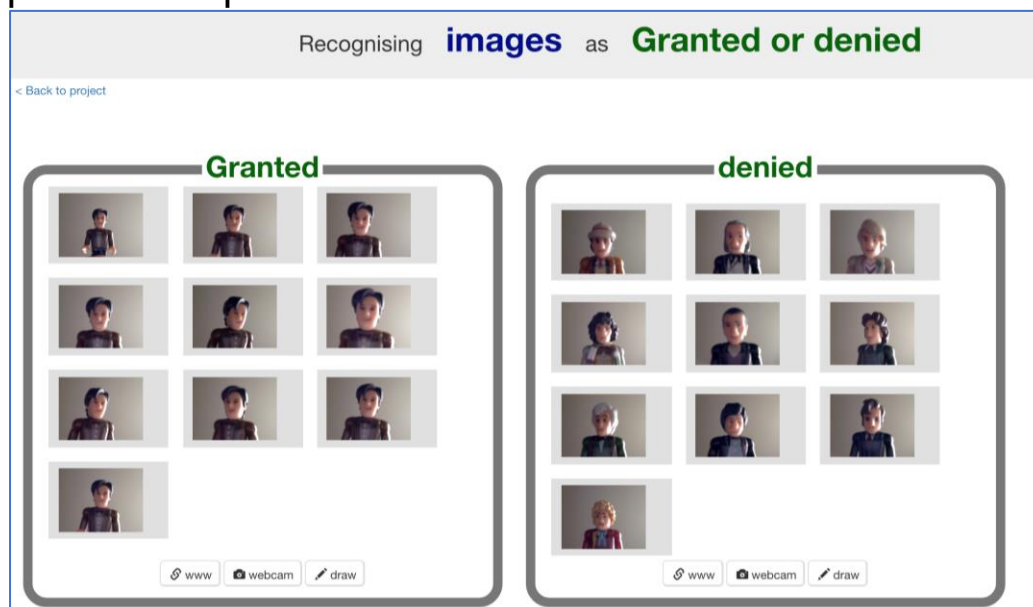 Recognising images as Granted or denied
< Back to project
Granted
www webcam draw
denied
www webcam draw